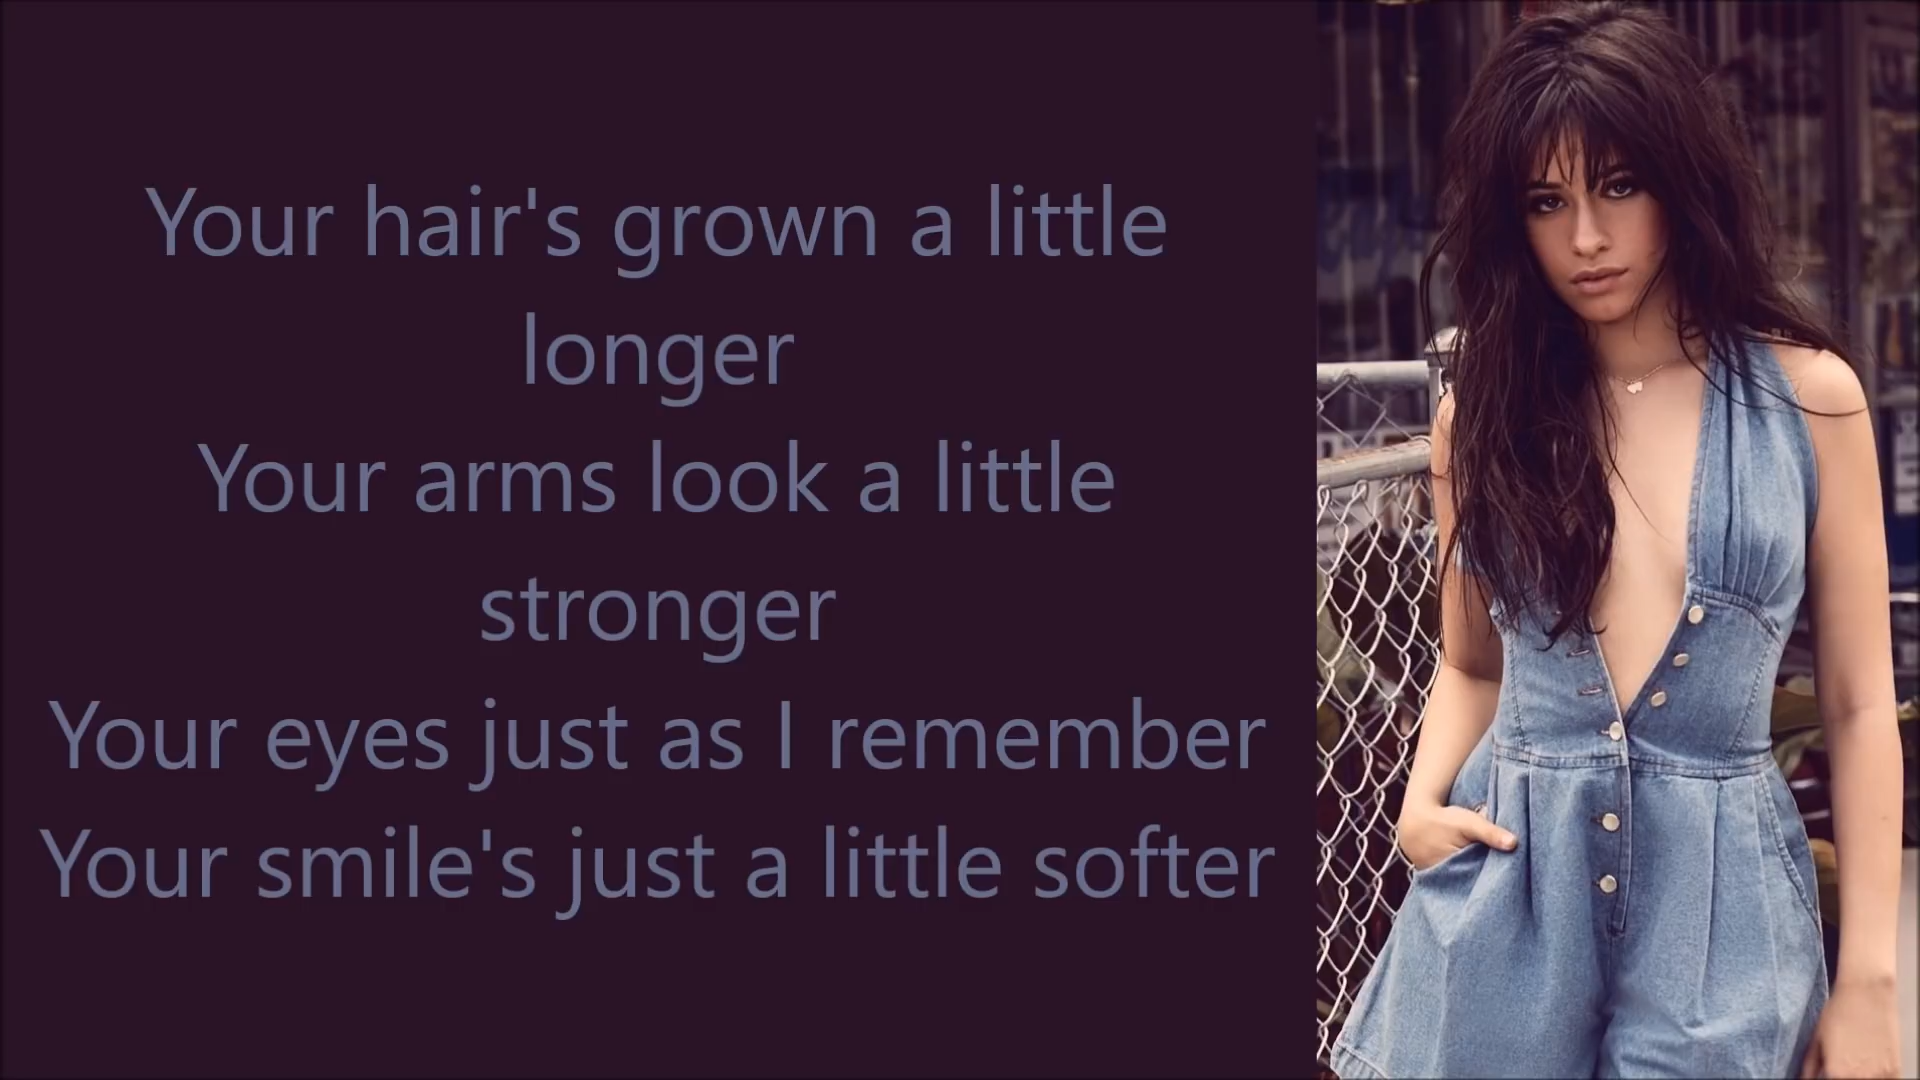 Your hair's grown a little
longer
Your arms look a little
stronger
Your eyes just as I remember
Your smile's just a little softer